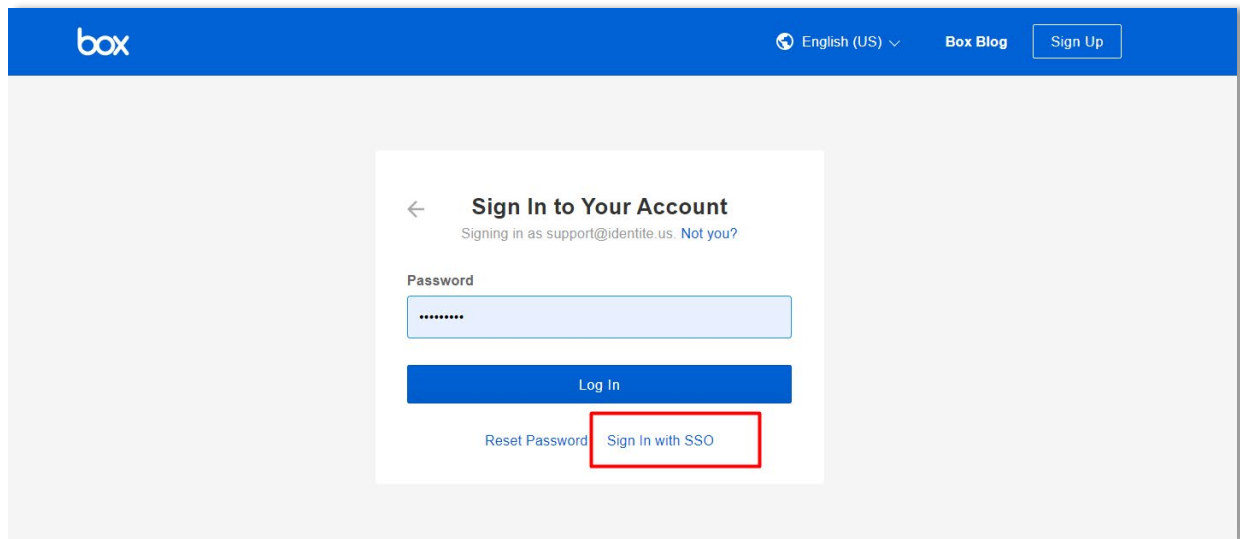 box English (US) Box Blog Sign Up
Sign In to Your Account
Signing in as support@identite.us. Not you?
Password
•••••••••
Log In
Reset Password Sign In with SSO